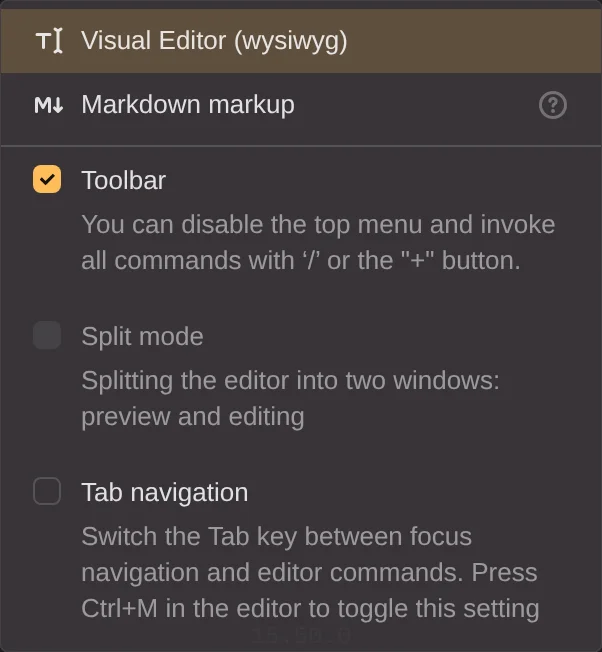 Visual Editor (wysiwyg)
M↓ Markdown markup ?
Toolbar
You can disable the top menu and invoke
all commands with ‘/’ or the "+" button.
Split mode
Splitting the editor into two windows:
preview and editing
Tab navigation
Switch the Tab key between focus
navigation and editor commands. Press
Ctrl+M in the editor to toggle this setting